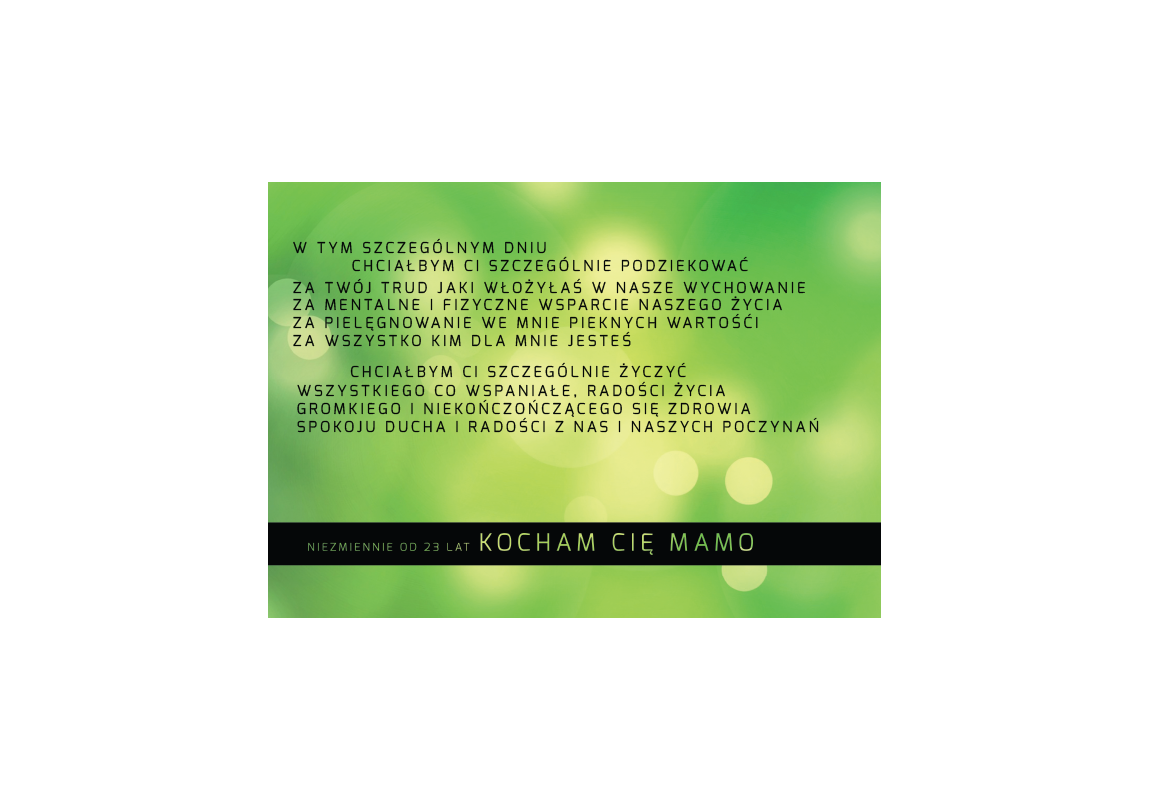 W TYM SZCZEGÓLNYM DNIU
CHCIAŁBYM CI SZCZEGÓLNIE PODZIEKOWAĆ
ZA TWÓJ TRUD JAKI WŁOŻYŁAŚ W NASZE WYCHOWANIE
ZA MENTALNE I FIZYCZNE WSPARCIE NASZEGO ŻYCIA
ZA PIELĘGNOWANIE WE MNIE PIEKNYCH WARTOŚĆI
ZA WSZYSTKO KIM DLA MNIE JESTEŚ
CHCIAŁBYM CI SZCZEGÓLNIE ŻYCZYĆ
WSZYSTKIEGO CO WSPANIAŁE, RADOŚCI ŻYCIA
GROMKIEGO I NIEKOŃCZOŃCZĄCEGO SIĘ ZDROWIA
SPOKOJU DUCHA I RADOŚCI Z NAS I NASZYCH POCZYNAŃ
NIEZMIENNIE OD 23 LAT KOCHAM CIĘ MAMO